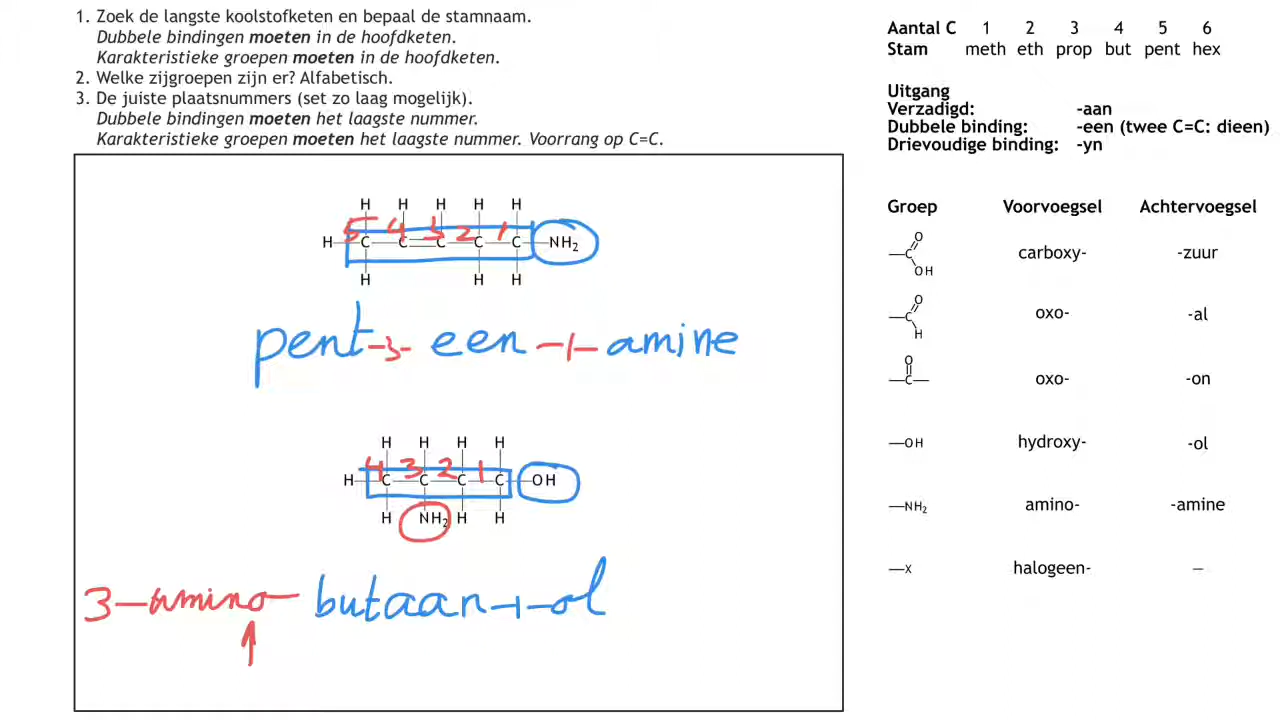 1. Zoek de langste koolstofketen en bepaal de stamnaam.
Dubbele bindingen moeten in de hoofdketen.
Karakteristieke groepen moeten in de hoofdketen.
2. Welke zijgroepen zijn er? Alfabetisch.
3. De juiste plaatsnummers (set zo laag mogelijk).
Dubbele bindingen moeten het laagste nummer.
Karakteristieke groepen moeten het laagste nummer. Voorrang op C=C.
H H H H H
5 4 3 2 1
H C C C C C NH2
H H H
pent-3-een-1-amine
H H H H
4 3 2 1
H C C C C OH
H NH2 H H
3-amino-butaan-1-ol
Aantal C 1 2 3 4 5 6
Stam meth eth prop but pent hex
Uitgang
Verzadigd: -aan
Dubbele binding: -een (twee C=C: dieen)
Drievoudige binding: -yn
Groep Voorvoegsel Achtervoegsel
O
C carboxy- -zuur
OH
O
C oxo- -al
H
O
C oxo- -on
OH hydroxy- -ol
NH2 amino- -amine
X halogeen- —